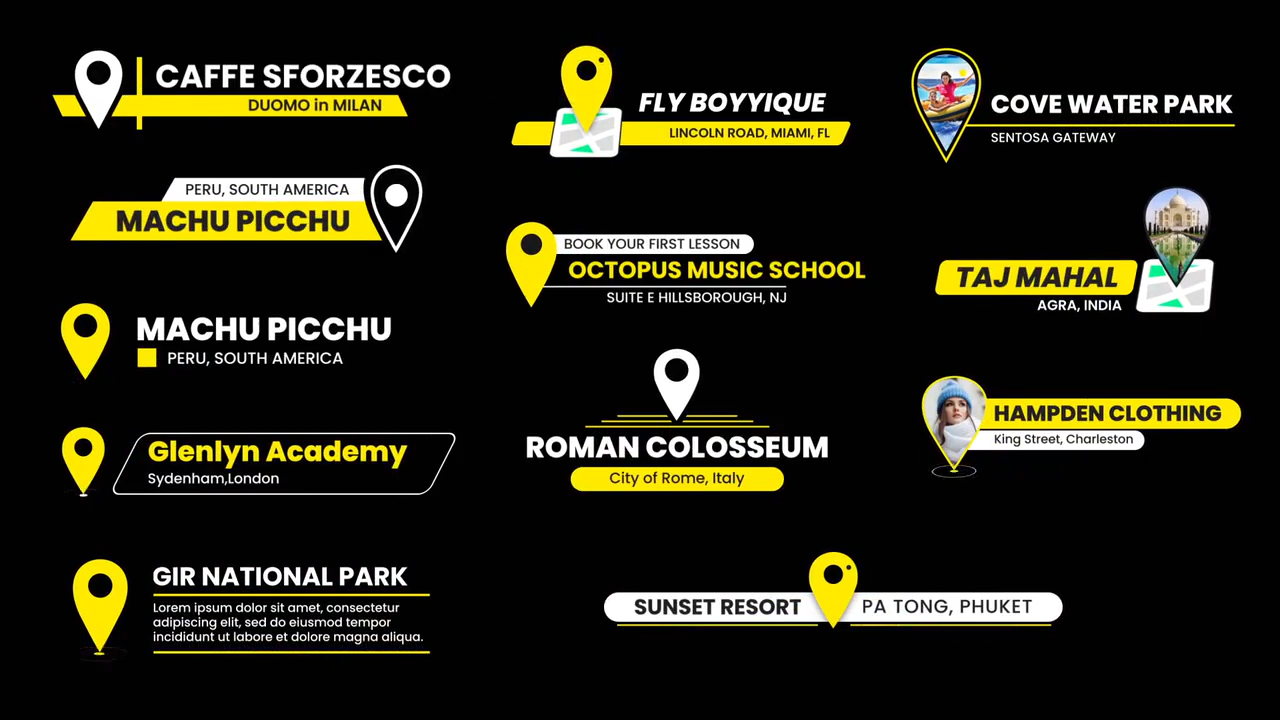 CAFFE SFORZESCO
DUOMO in MILAN
PERU, SOUTH AMERICA
MACHU PICCHU
MACHU PICCHU
PERU, SOUTH AMERICA
Glenlyn Academy
Sydenham,London
GIR NATIONAL PARK
Lorem ipsum dolor sit amet, consectetur
adipiscing elit, sed do eiusmod tempor
incididunt ut labore et dolore magna aliqua.
FLY BOYYIQUE
LINCOLN ROAD, MIAMI, FL
BOOK YOUR FIRST LESSON
OCTOPUS MUSIC SCHOOL
SUITE E HILLSBOROUGH, NJ
ROMAN COLOSSEUM
City of Rome, Italy
SUNSET RESORT
PA TONG, PHUKET
COVE WATER PARK
SENTOSA GATEWAY
TAJ MAHAL
AGRA, INDIA
HAMPDEN CLOTHING
King Street, Charleston